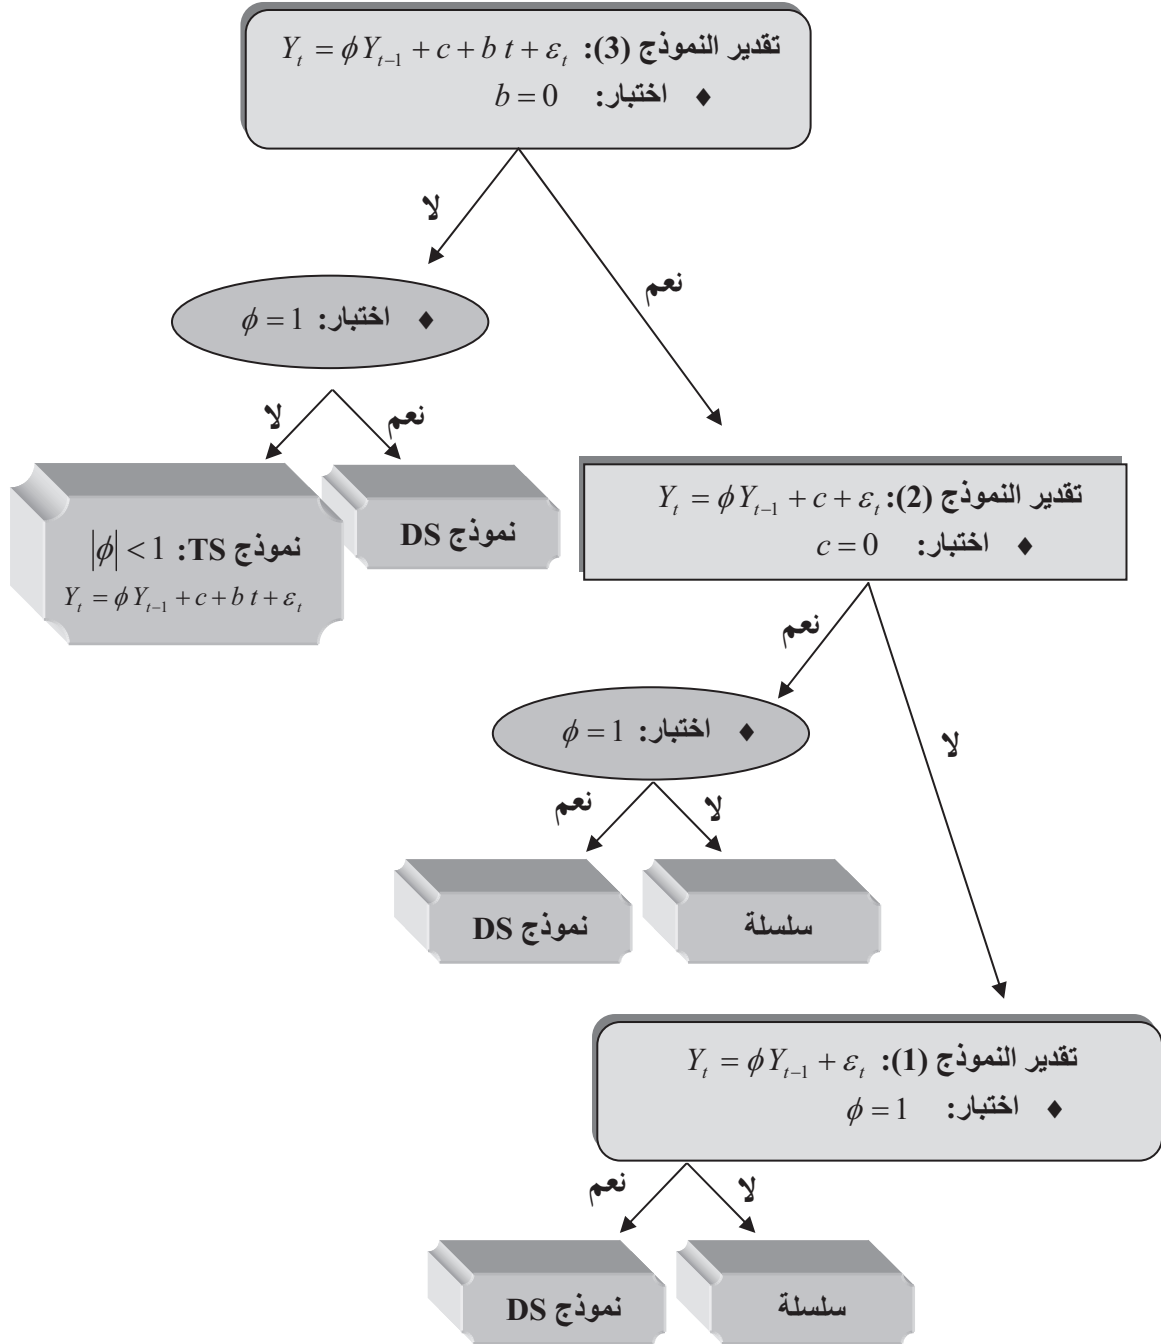 تقدير النموذج (3): Y_t = ϕY_{t−1} + c + b t + ε_t
♦ اختبار: b = 0
لا
نعم
♦ اختبار: ϕ = 1
لا
نعم
نموذج DS
نموذج TS: |ϕ| < 1
Y_t = ϕY_{t−1} + c + b t + ε_t
تقدير النموذج (2): Y_t = ϕY_{t−1} + c + ε_t
♦ اختبار: c = 0
نعم
لا
♦ اختبار: ϕ = 1
نعم
لا
نموذج DS
سلسلة
تقدير النموذج (1): Y_t = ϕY_{t−1} + ε_t
♦ اختبار: ϕ = 1
نعم
لا
نموذج DS
سلسلة